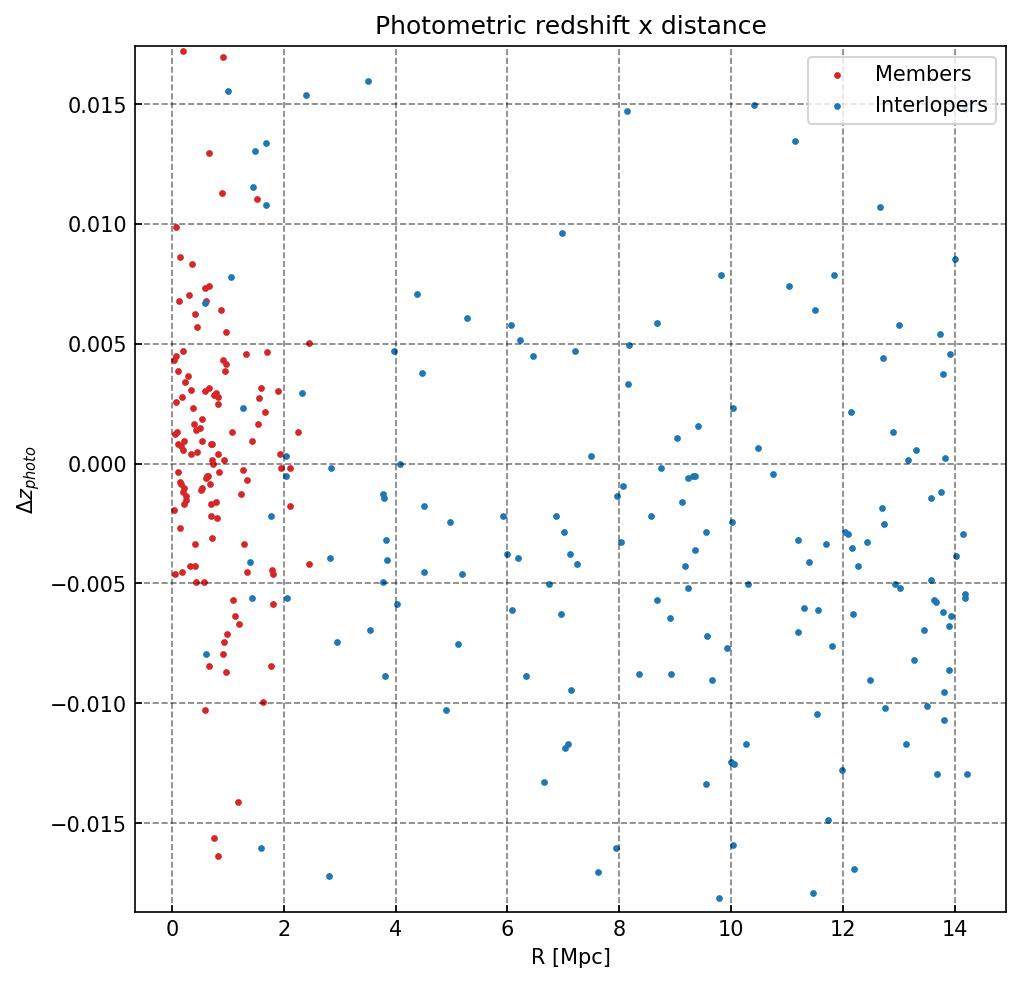 Photometric redshift x distance
Members
Interlopers
0.015
0.010
0.005
0.000
−0.005
−0.010
−0.015
Δz_photo
0 2 4 6 8 10 12 14
R [Mpc]